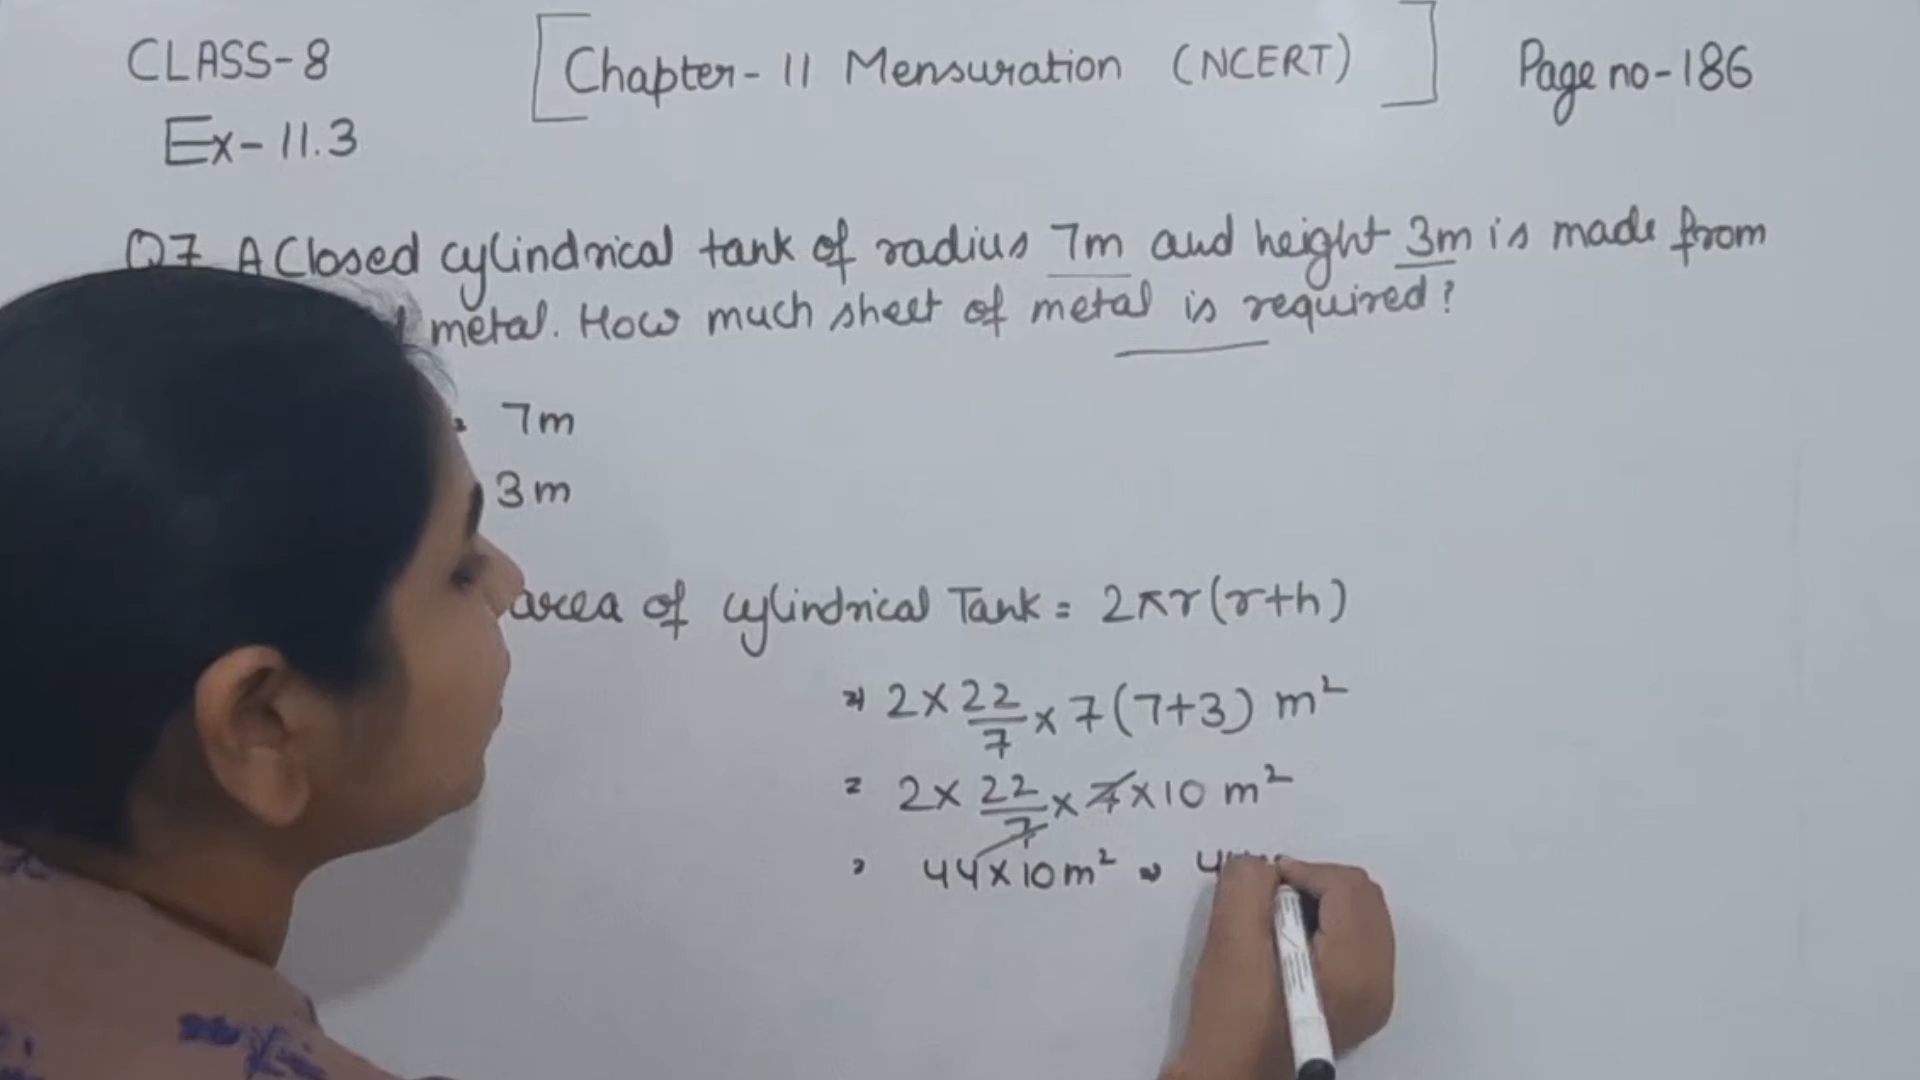 CLASS-8 [Chapter-11 Mensuration (NCERT)] Page no-186
Ex-11.3
Q7 A Closed cylindrical tank of radius 7m and height 3m is made from
metal. How much sheet of metal is required?
7m
3m
area of cylindrical Tank = 2πr(r+h)
= 2 × 22/7 × 7(7+3) m²
= 2 × 22/7 × 7 × 10 m²
= 44×10m² =